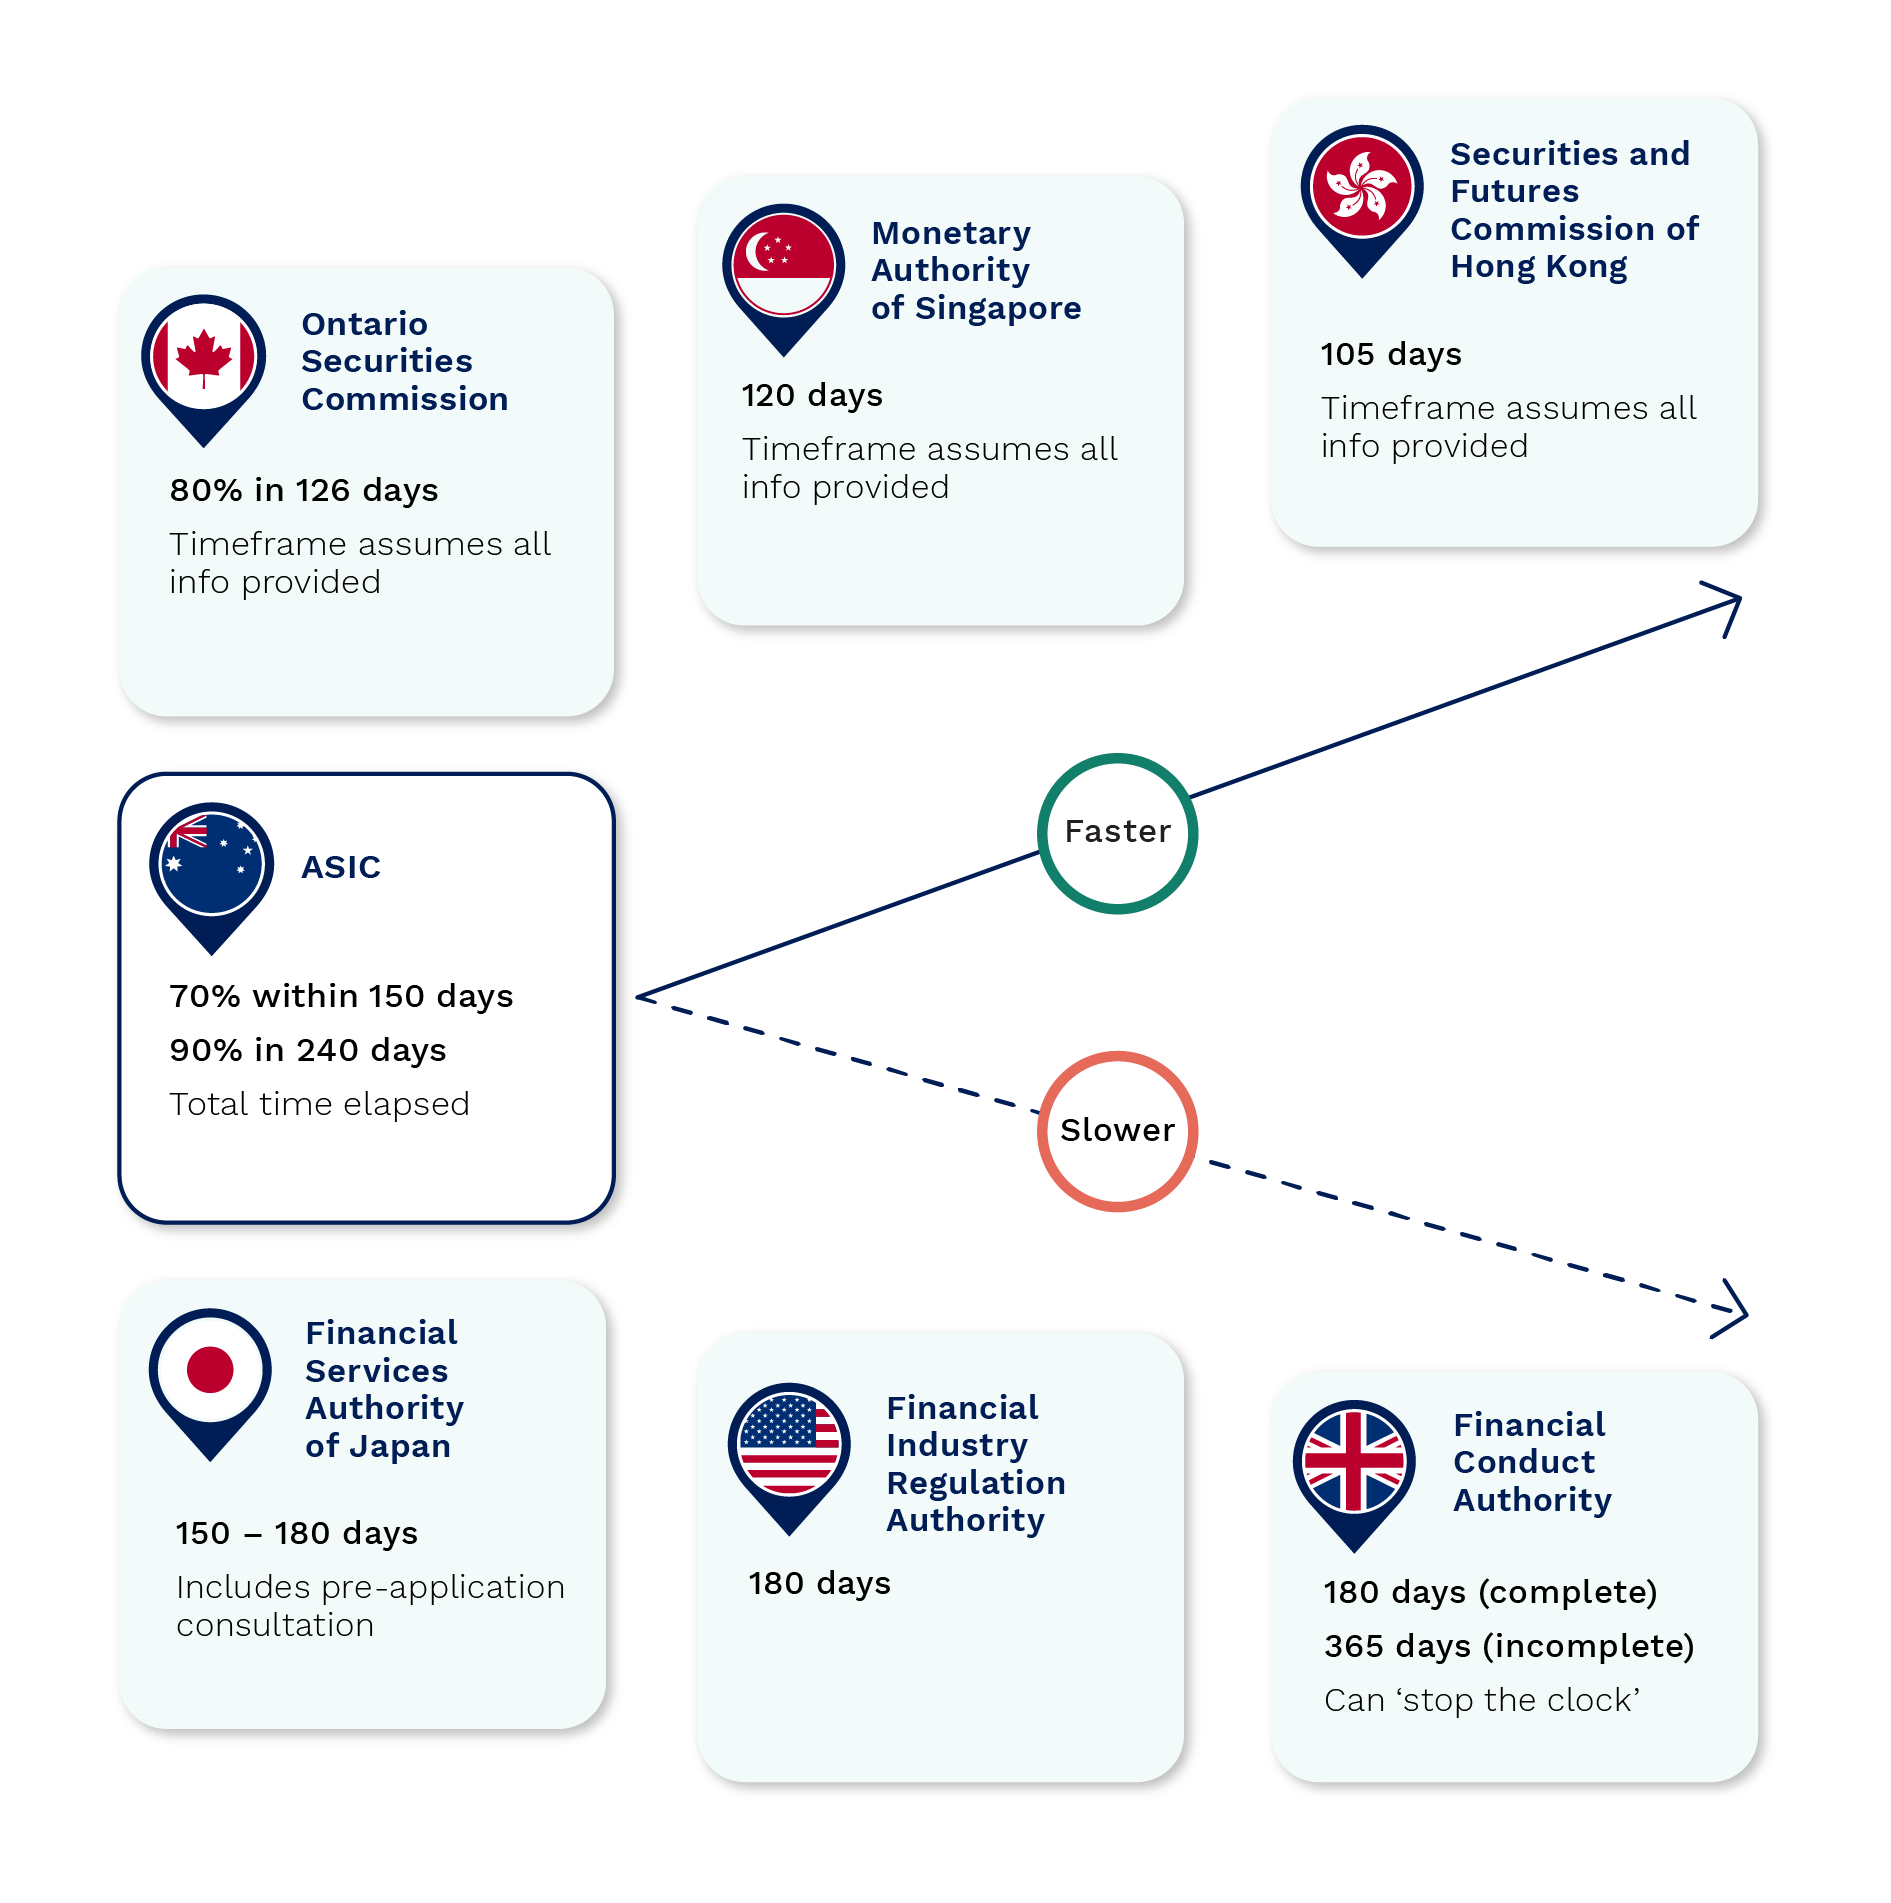 Ontario
Securities
Commission
80% in 126 days
Timeframe assumes all
info provided
Monetary
Authority
of Singapore
120 days
Timeframe assumes all
info provided
Securities and
Futures
Commission of
Hong Kong
105 days
Timeframe assumes all
info provided
ASIC
70% within 150 days
90% in 240 days
Total time elapsed
Faster
Slower
Financial
Services
Authority
of Japan
150 – 180 days
Includes pre-application
consultation
Financial
Industry
Regulation
Authority
180 days
Financial
Conduct
Authority
180 days (complete)
365 days (incomplete)
Can ‘stop the clock’